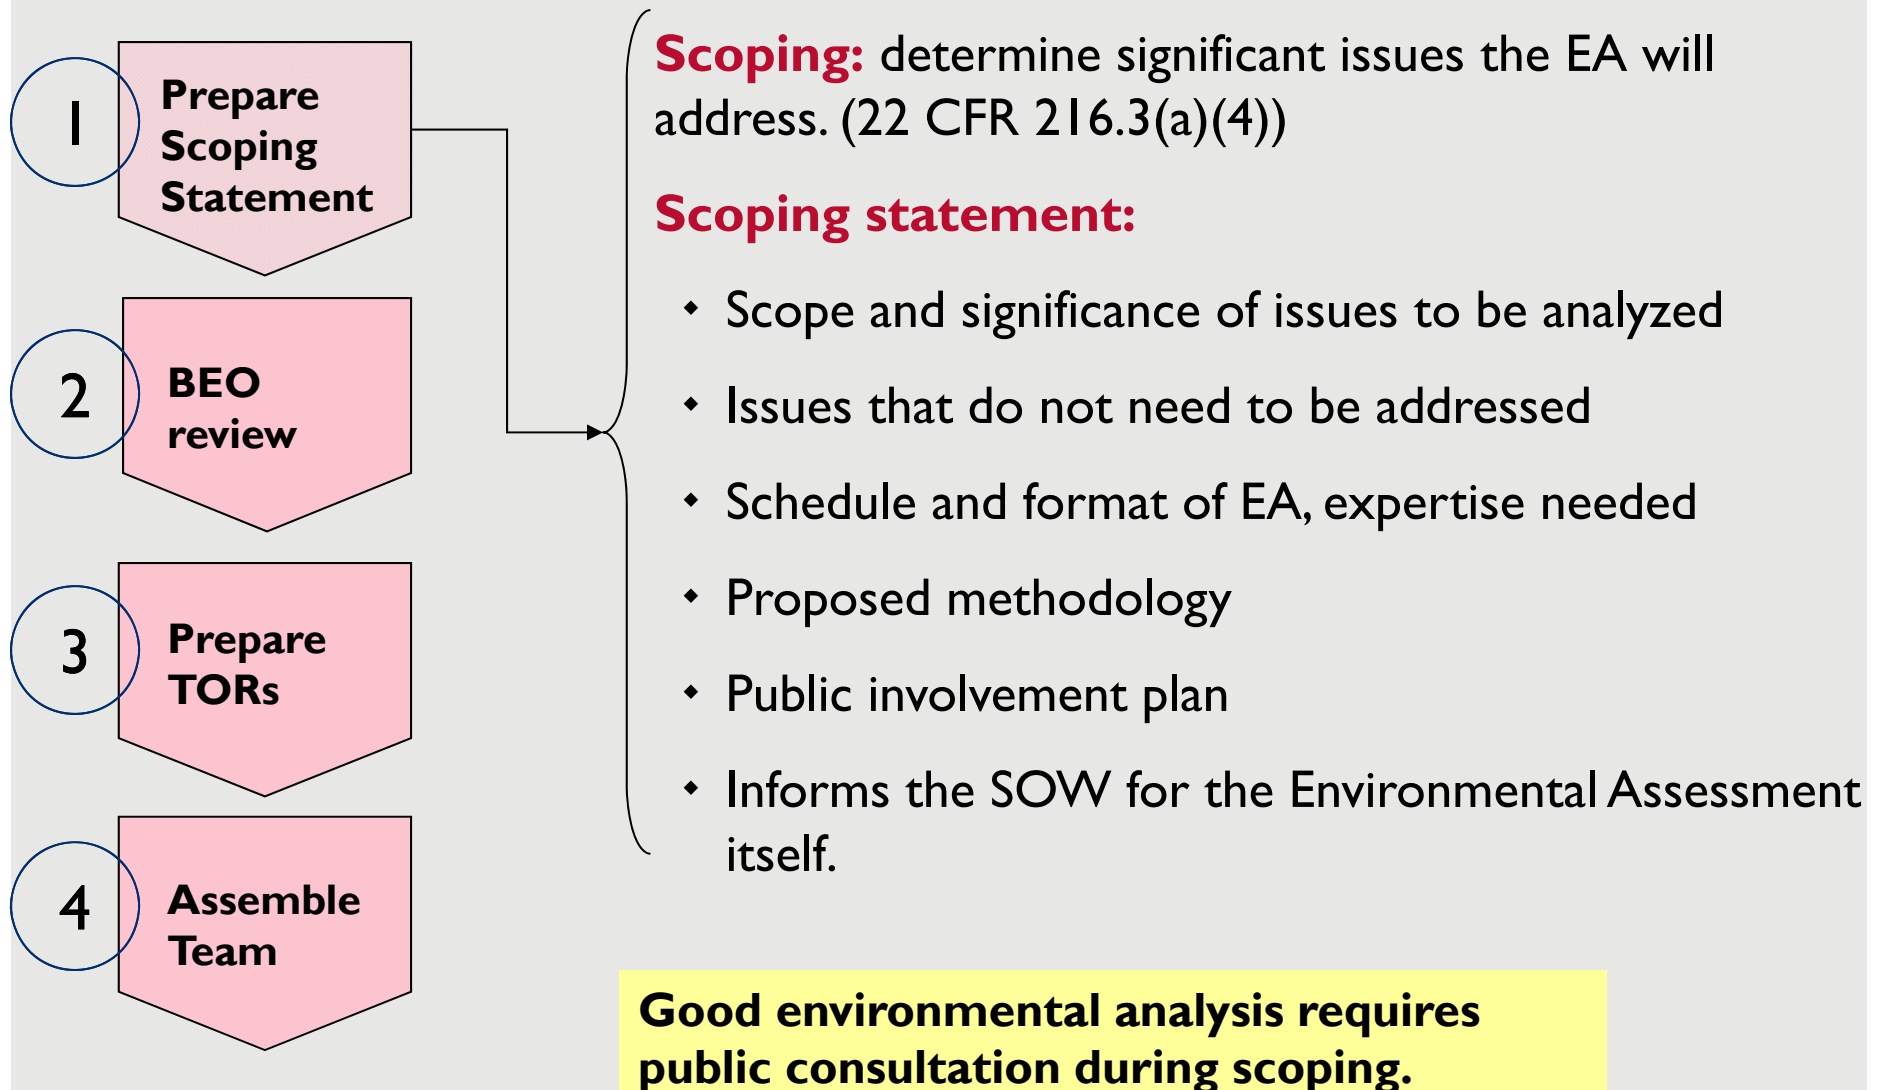 1
Prepare
Scoping
Statement
2
BEO
review
3
Prepare
TORs
4
Assemble
Team
Scoping: determine significant issues the EA will
address. (22 CFR 216.3(a)(4))
Scoping statement:
• Scope and significance of issues to be analyzed
• Issues that do not need to be addressed
• Schedule and format of EA, expertise needed
• Proposed methodology
• Public involvement plan
• Informs the SOW for the Environmental Assessment
itself.
Good environmental analysis requires
public consultation during scoping.